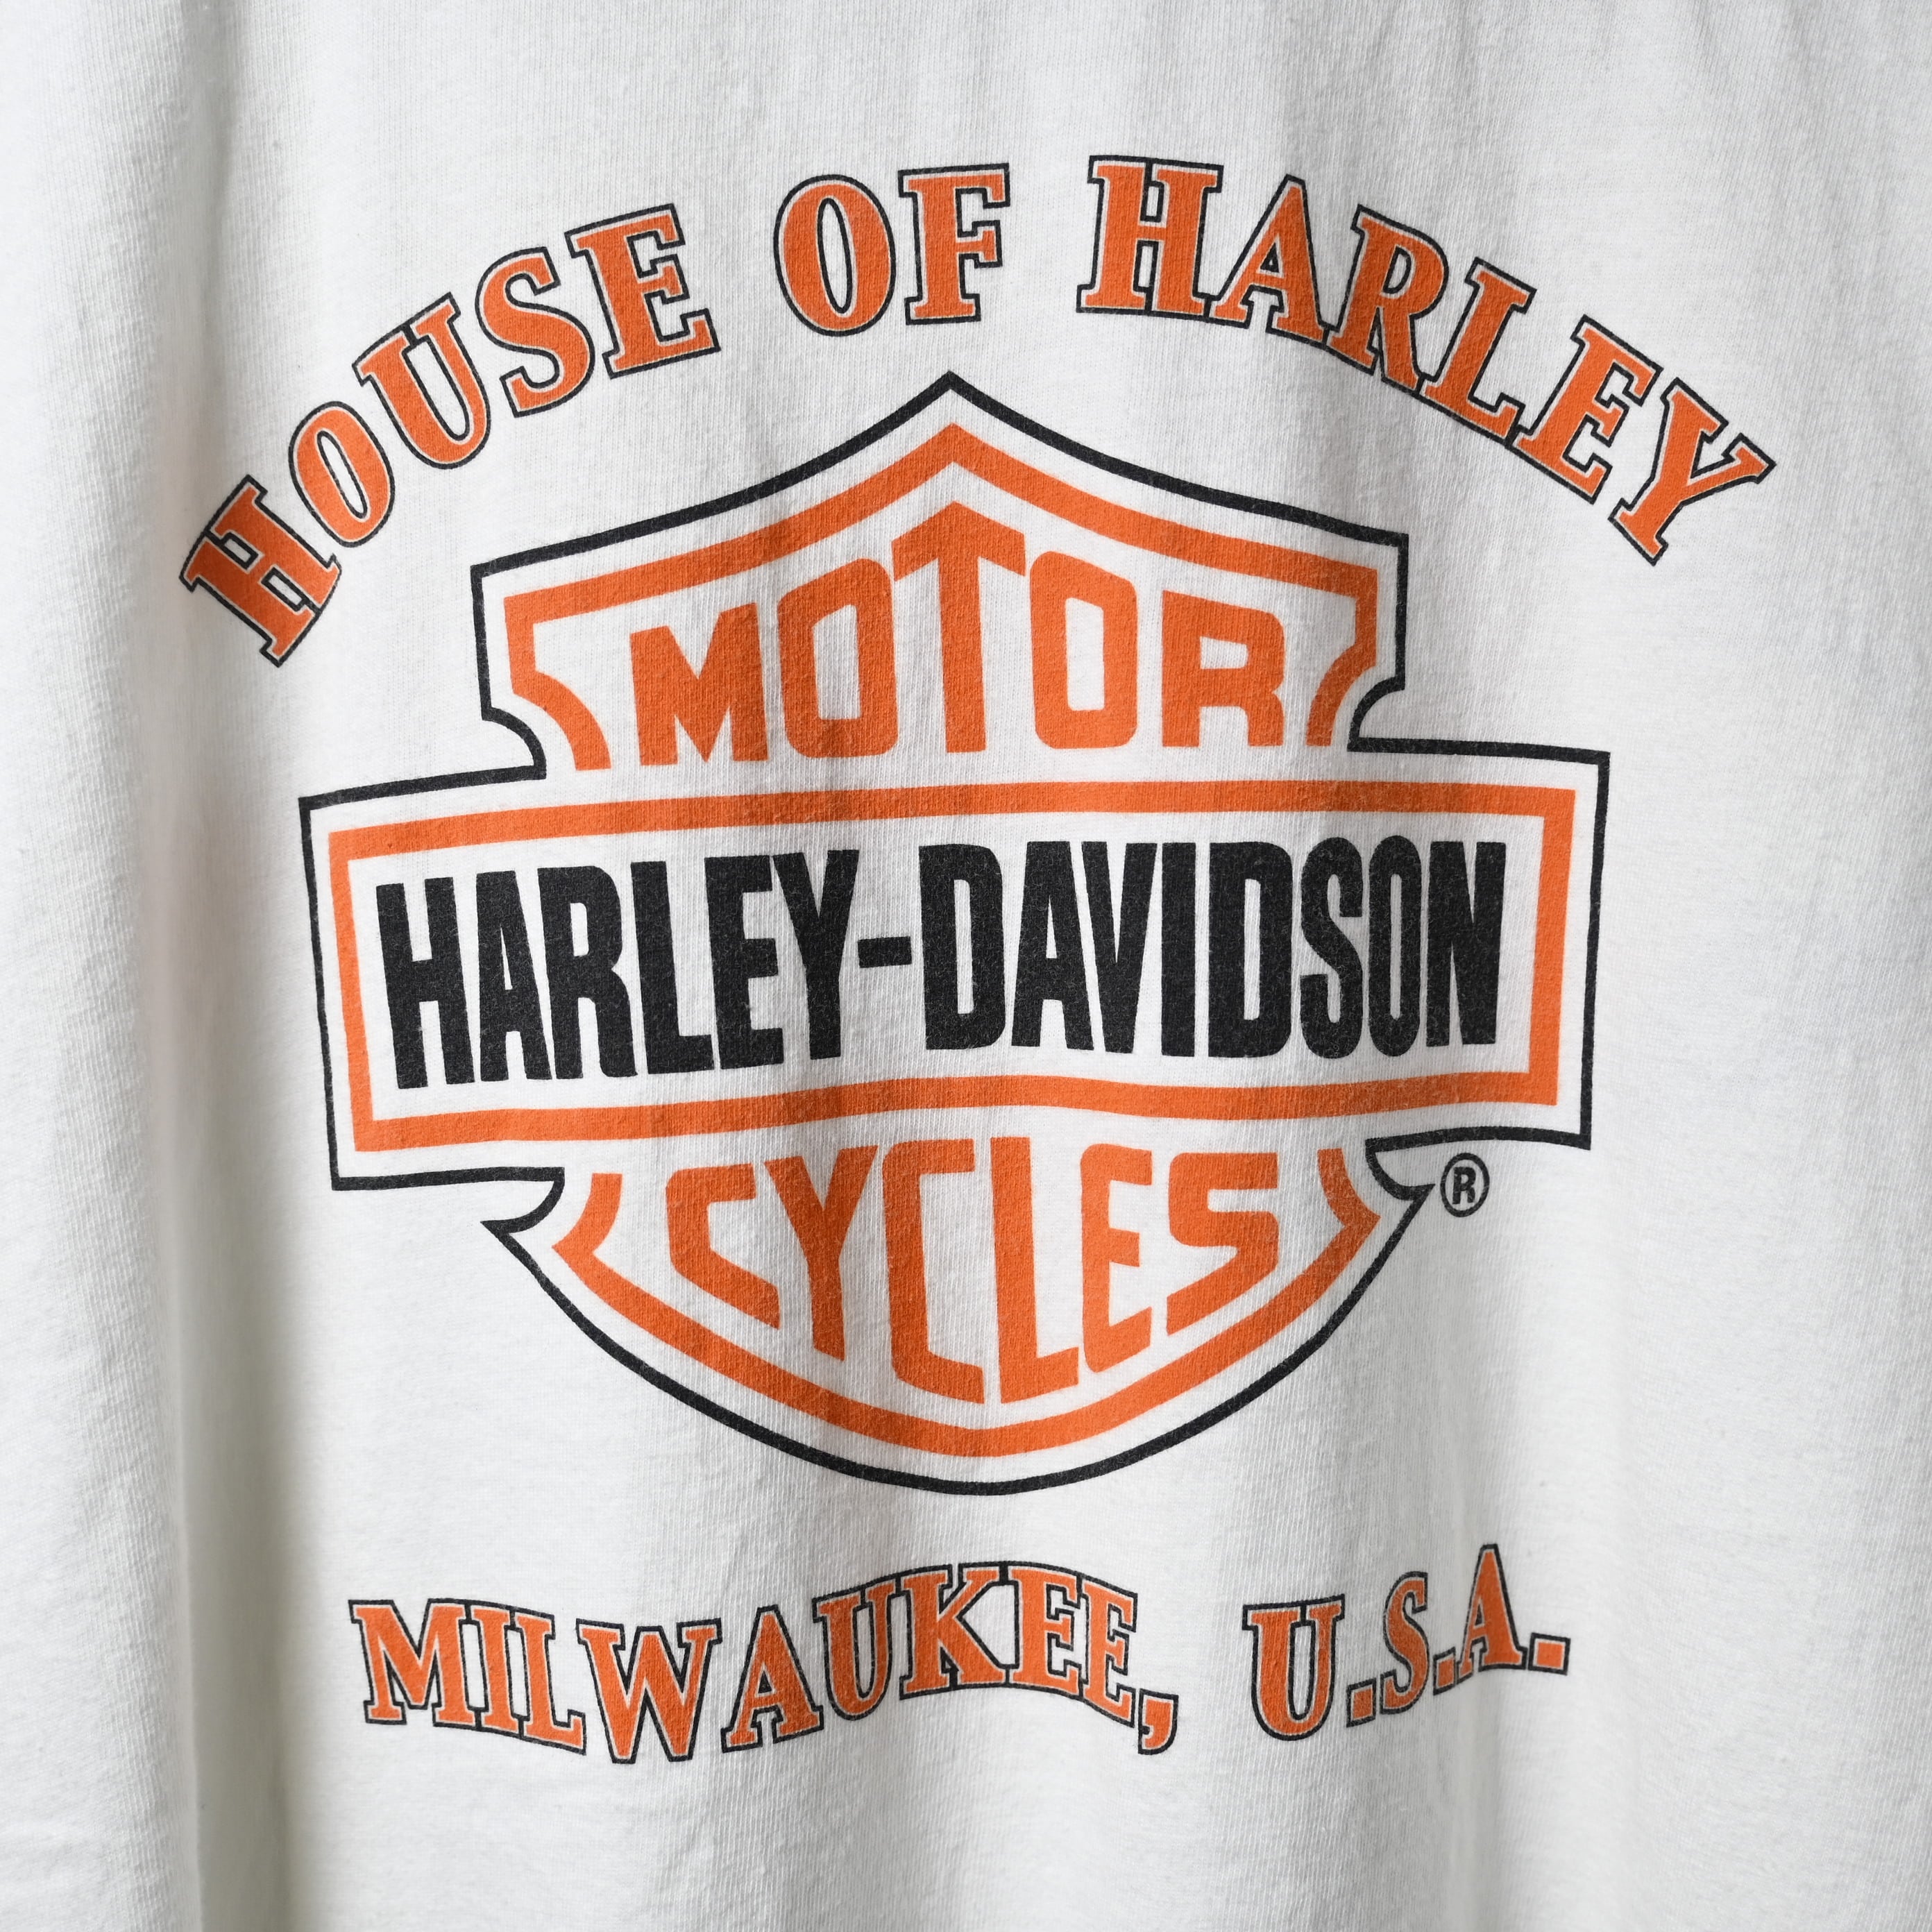 HOUSE OF HARLEY
MOTOR
HARLEY-DAVIDSON
CYCLES
®
MILWAUKEE, U.S.A.